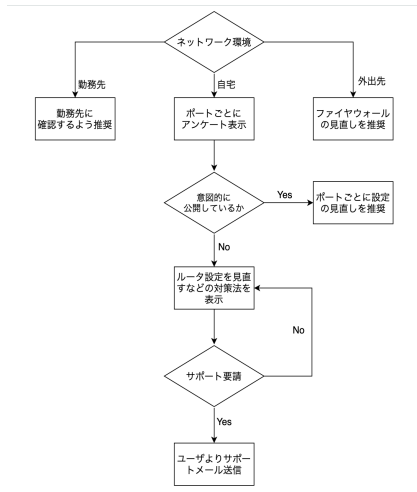 ネットワーク環境
勤務先
自宅
外出先
勤務先に
確認するよう推奨
ポートごとに
アンケート表示
ファイヤウォール
の見直しを推奨
意図的に
公開しているか
Yes
ポートごとに設定
の見直しを推奨
No
ルータ設定を見直
すなどの対策法を
表示
No
サポート要請
Yes
ユーザよりサポー
トメール送信